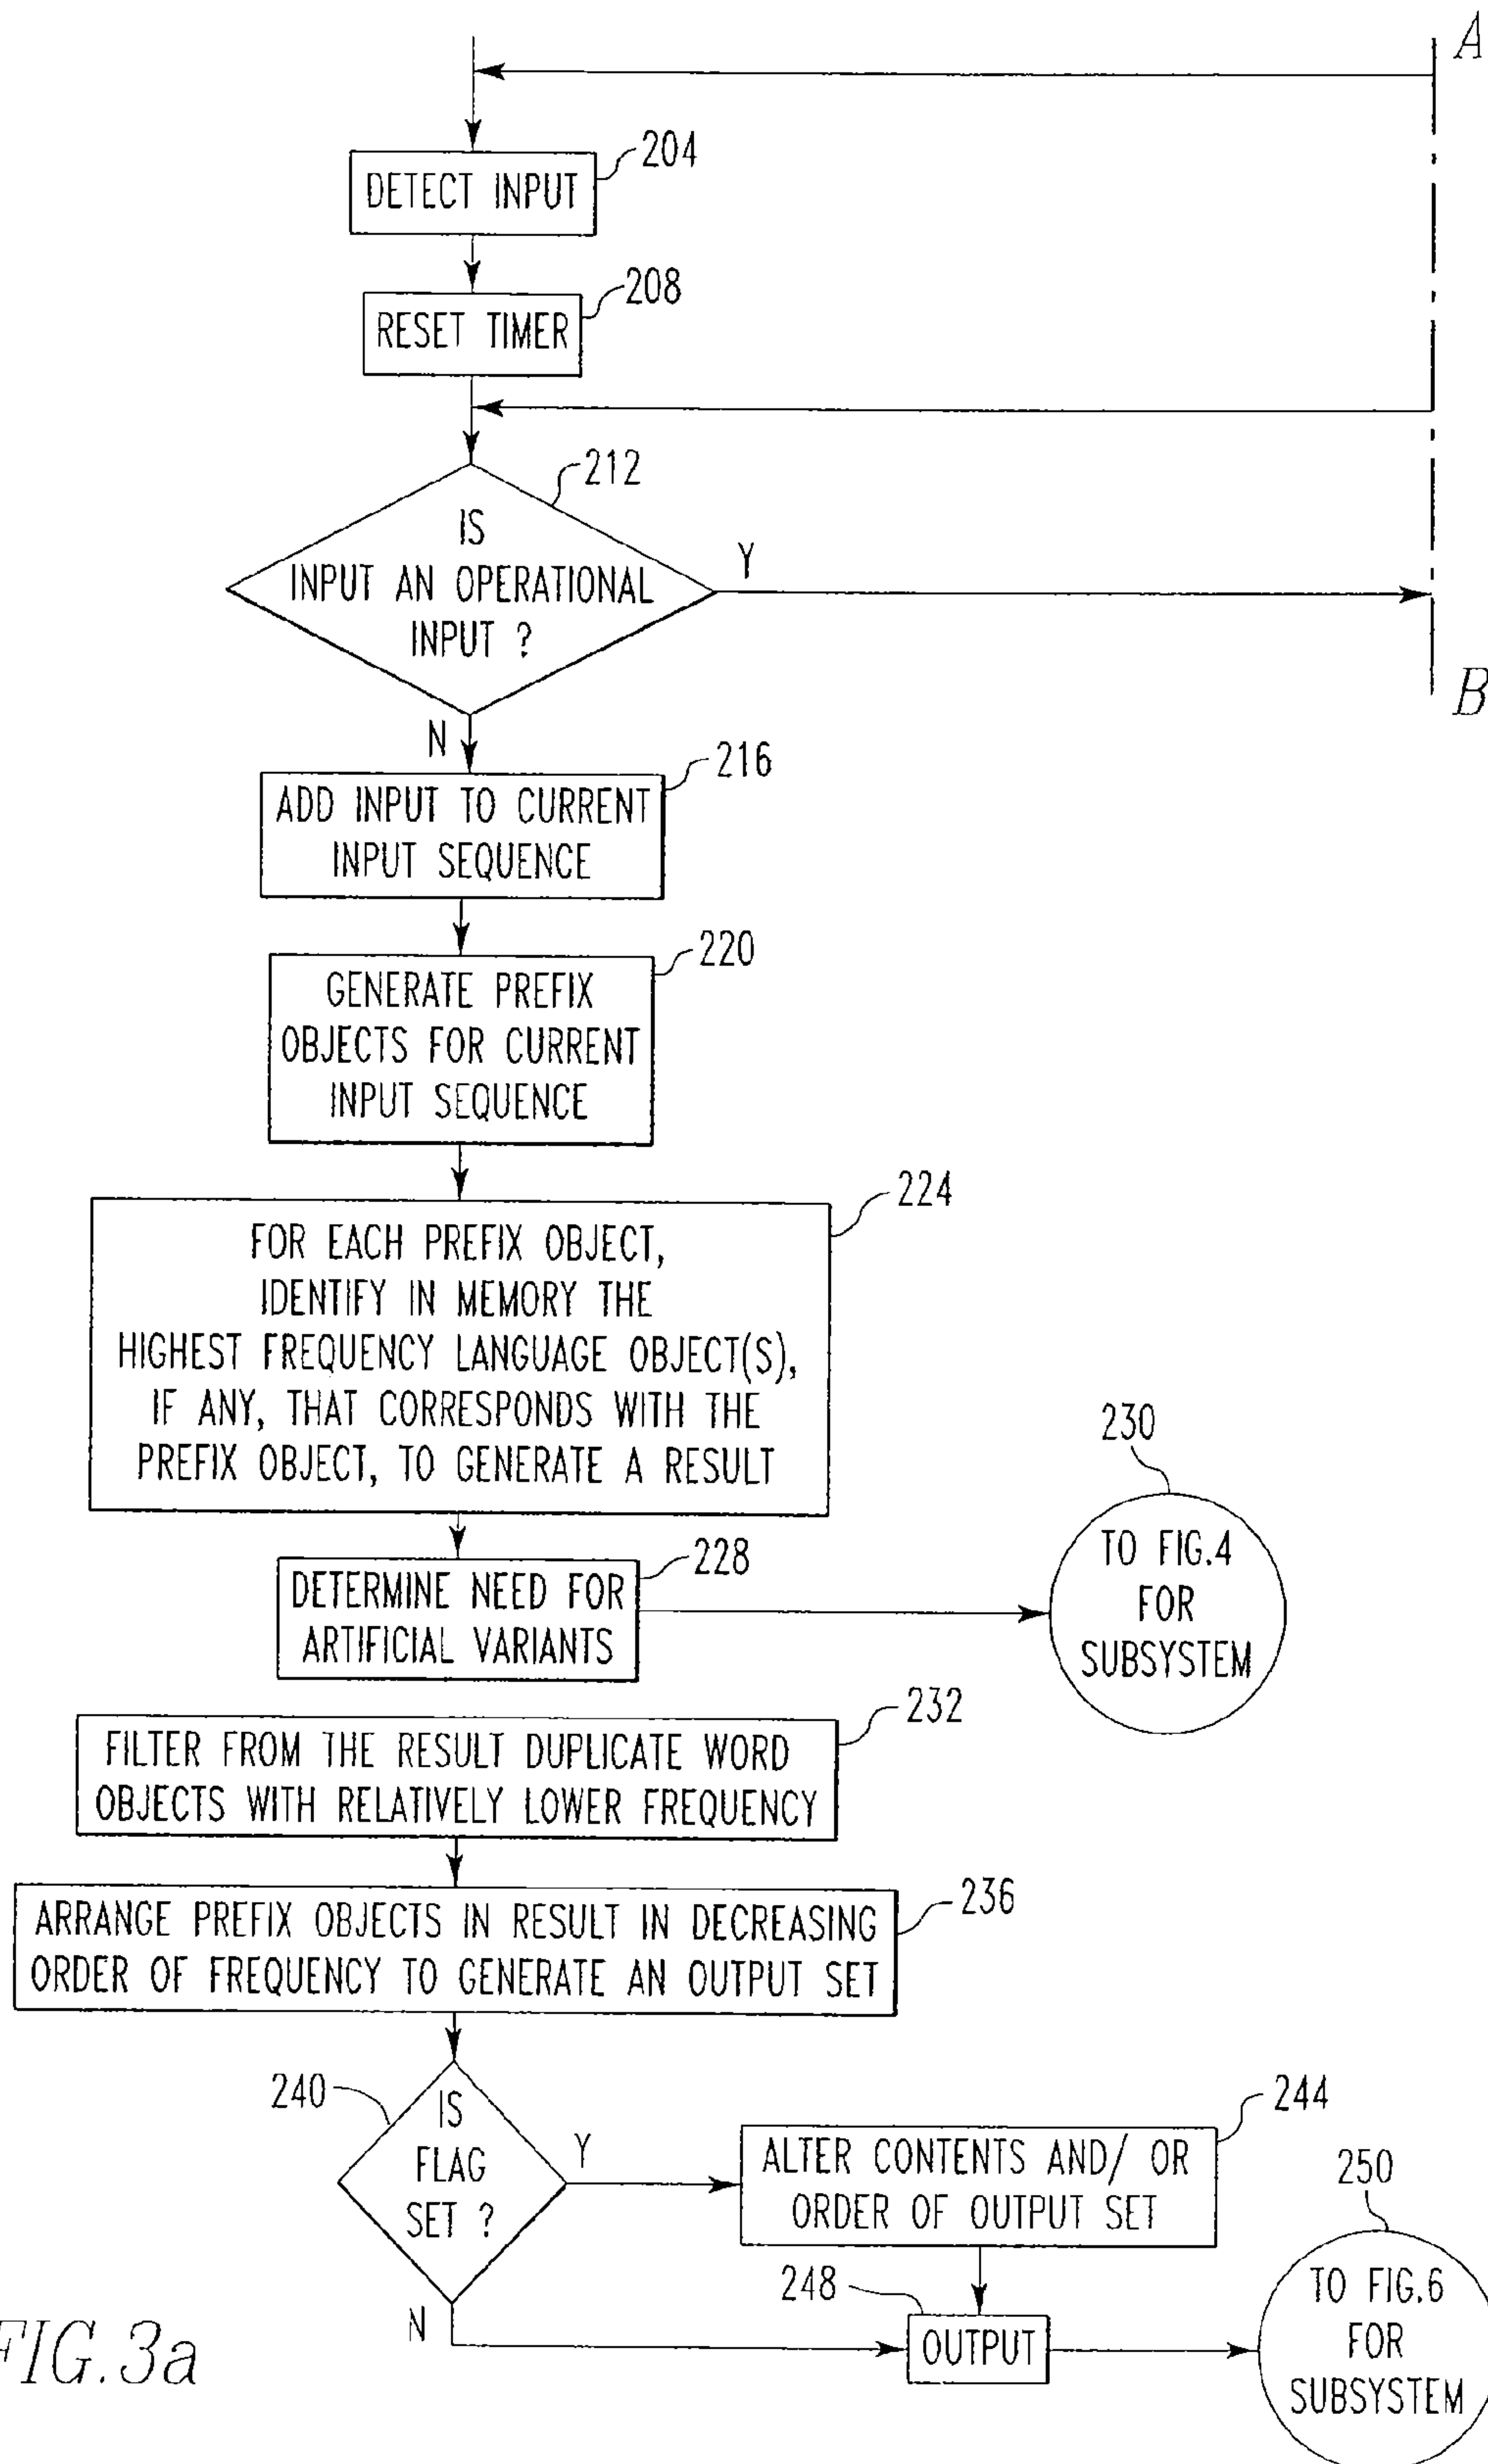 A
204
DETECT INPUT
208
RESET TIMER
212
IS
INPUT AN OPERATIONAL
INPUT ?
Y
B
N
216
ADD INPUT TO CURRENT
INPUT SEQUENCE
220
GENERATE PREFIX
OBJECTS FOR CURRENT
INPUT SEQUENCE
224
FOR EACH PREFIX OBJECT,
IDENTIFY IN MEMORY THE
HIGHEST FREQUENCY LANGUAGE OBJECT(S),
IF ANY, THAT CORRESPONDS WITH THE
PREFIX OBJECT, TO GENERATE A RESULT
230
TO FIG.4
FOR
SUBSYSTEM
228
DETERMINE NEED FOR
ARTIFICIAL VARIANTS
232
FILTER FROM THE RESULT DUPLICATE WORD
OBJECTS WITH RELATIVELY LOWER FREQUENCY
236
ARRANGE PREFIX OBJECTS IN RESULT IN DECREASING
ORDER OF FREQUENCY TO GENERATE AN OUTPUT SET
240
IS
FLAG
SET ?
Y
244
ALTER CONTENTS AND/ OR
ORDER OF OUTPUT SET
250
TO FIG.6
FOR
SUBSYSTEM
248
OUTPUT
N
FIG.3a